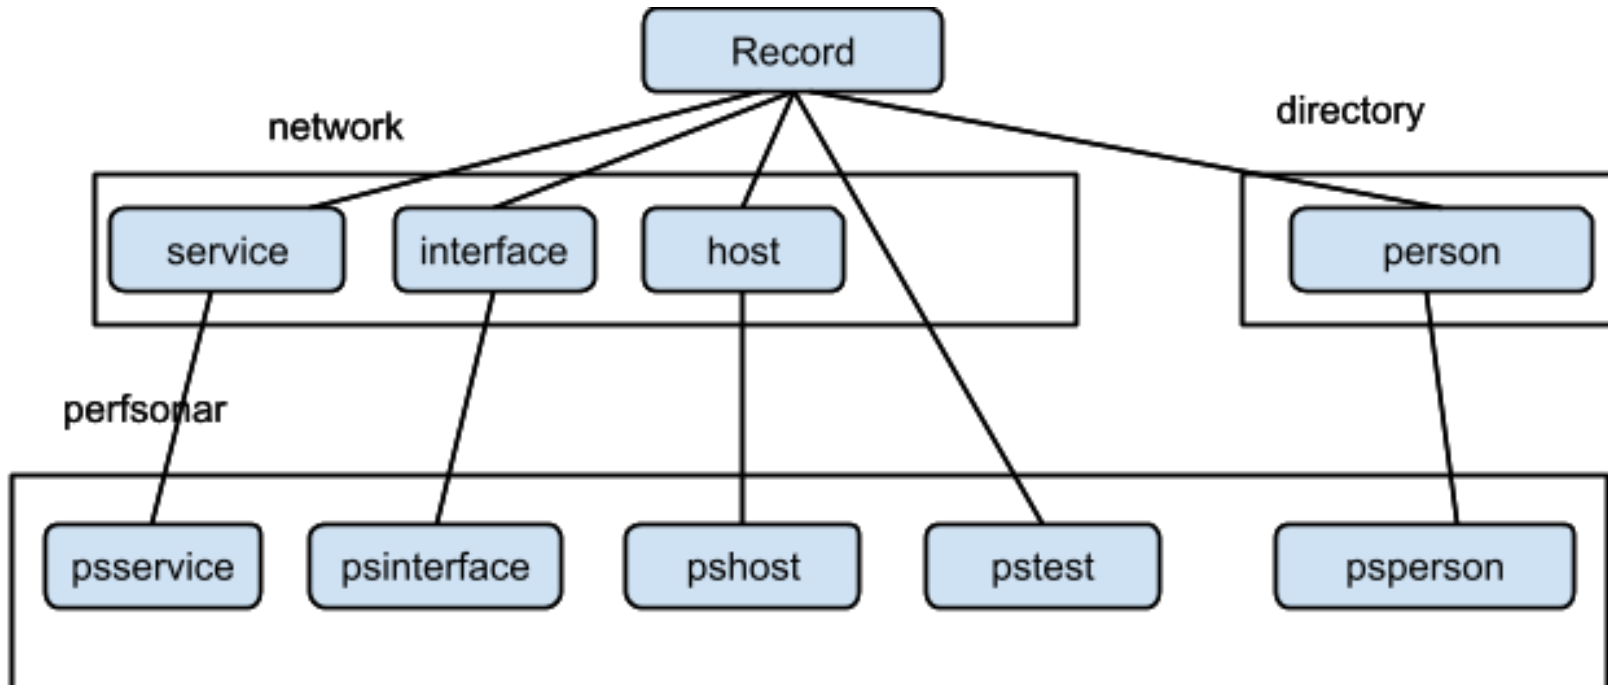 Record
network
directory
service
interface
host
person
perfsonar
psservice
psinterface
pshost
pstest
psperson